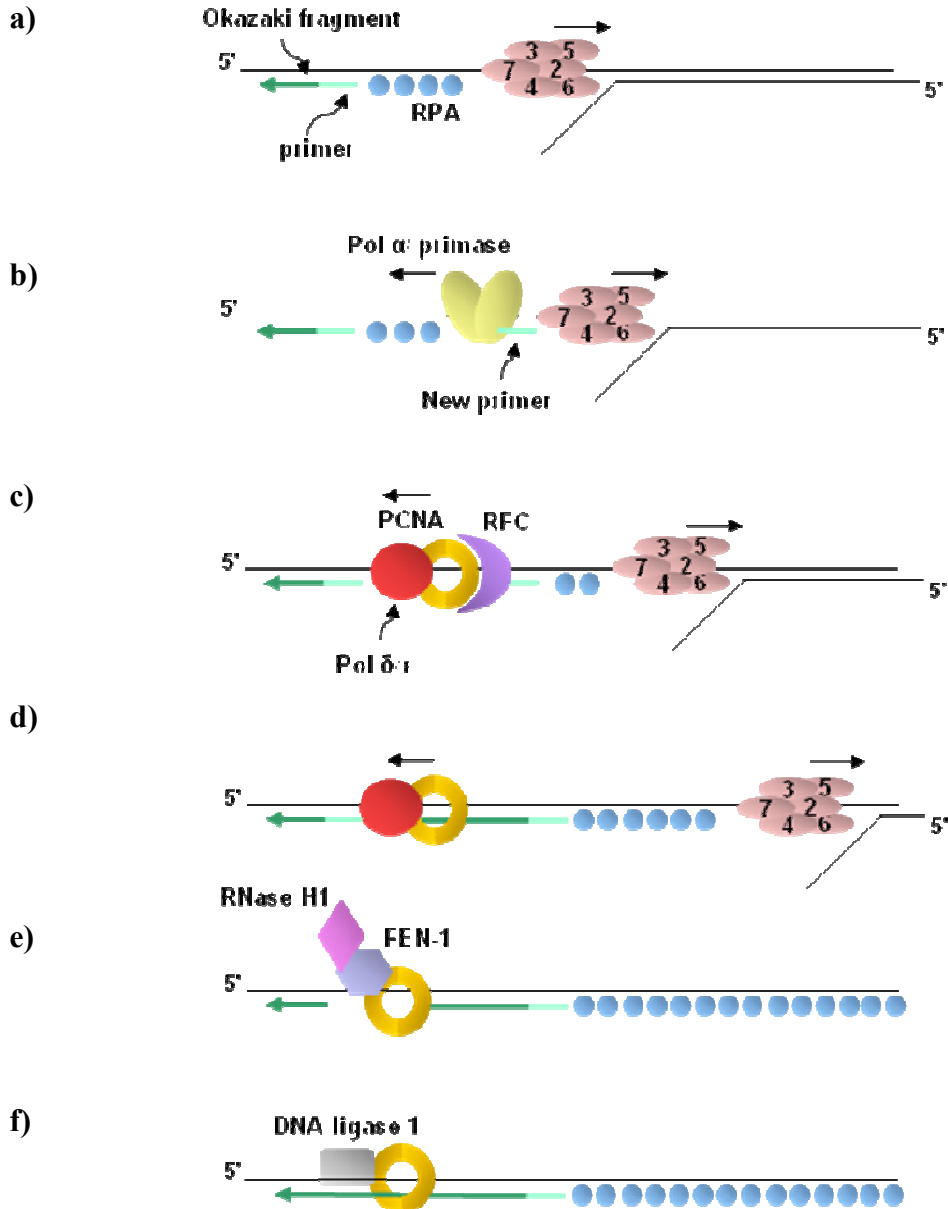 a)
Okazaki fragment
5'
3 5
7 2
4 6
5'
RPA
primer
b)
Pol α: primase
5'
3 5
7 2
4 6
5'
New primer
c)
PCNA RFC
5'
3 5
7 2
4 6
5'
d)
5'
3 5
7 2
4 6
5'
RNase H1
e)
FEN-1
5'
f)
DNA ligase 1
5'